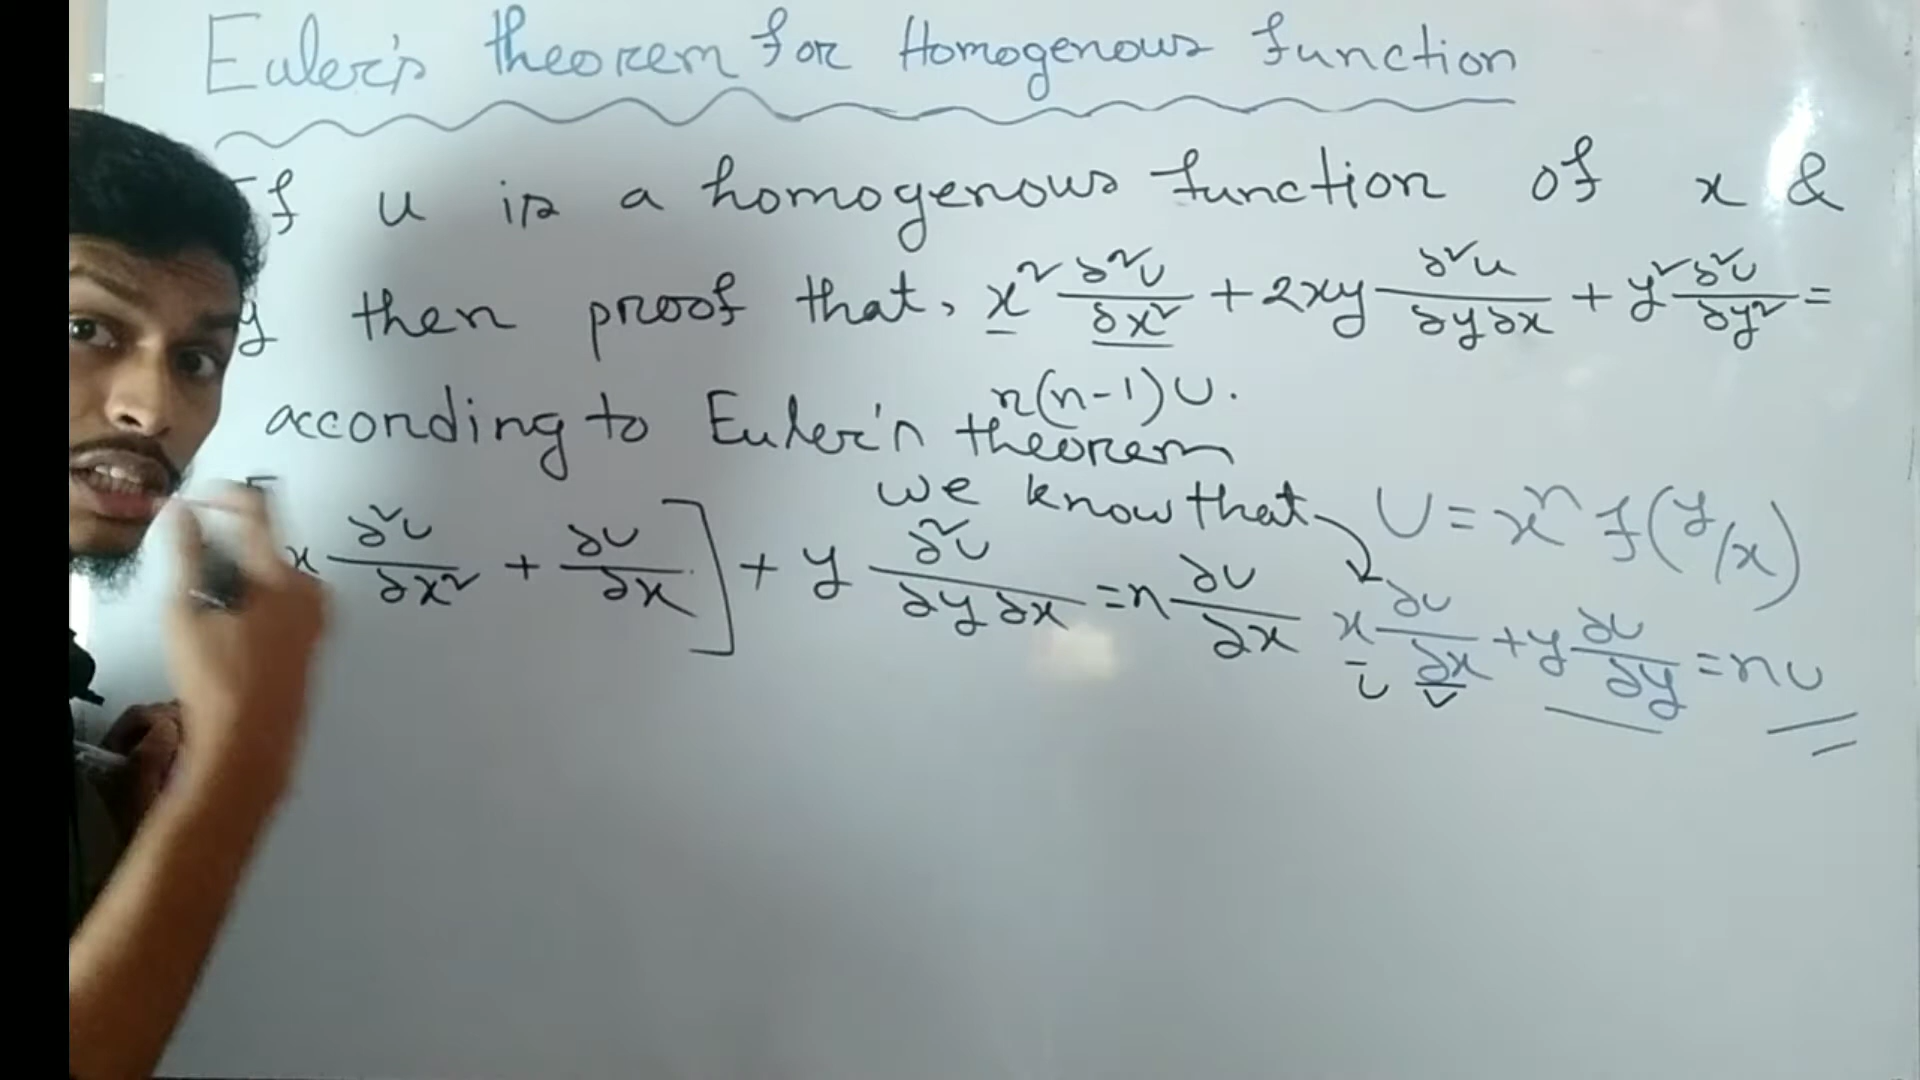 Euler's theorem for Homogenous function
If u is a homogenous function of x &
y then proof that, x² ∂²u/∂x² + 2xy ∂²u/∂y∂x + y² ∂²u/∂y² =
n(n-1)u.
according to Euler's theorem
we know that U = xⁿ f(y/x)
[x ∂²u/∂x² + ∂u/∂x] + y ∂²u/∂y∂x = n ∂u/∂x
x ∂u/∂x + y ∂u/∂y = nu
u v